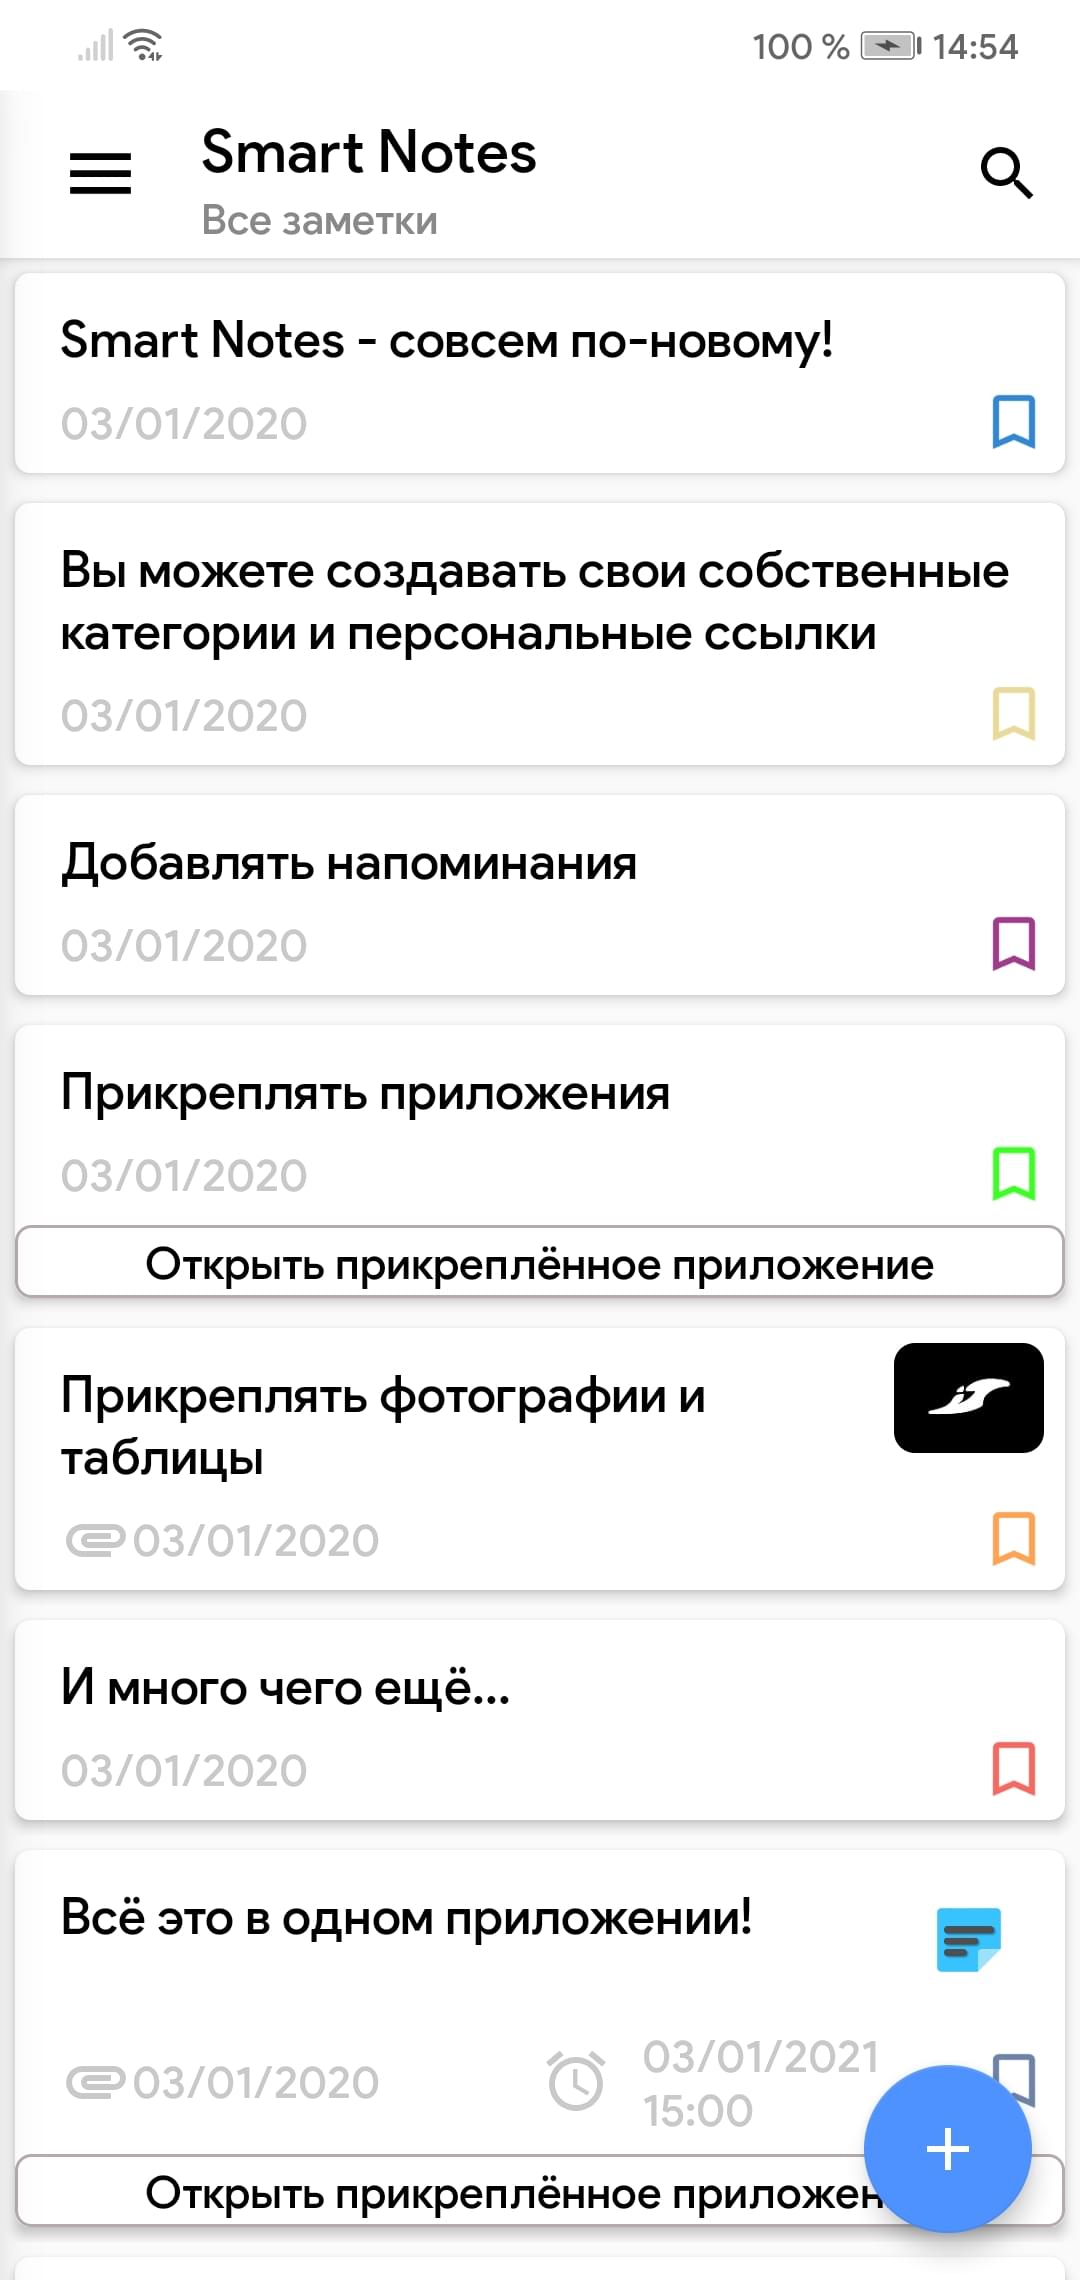 100 % 14:54
Smart Notes
Все заметки
Smart Notes - совсем по-новому!
03/01/2020
Вы можете создавать свои собственные
категории и персональные ссылки
03/01/2020
Добавлять напоминания
03/01/2020
Прикреплять приложения
03/01/2020
Открыть прикреплённое приложение
Прикреплять фотографии и
таблицы
03/01/2020
И много чего ещё...
03/01/2020
Всё это в одном приложении!
03/01/2020
03/01/2021
15:00
Открыть прикреплённое приложен